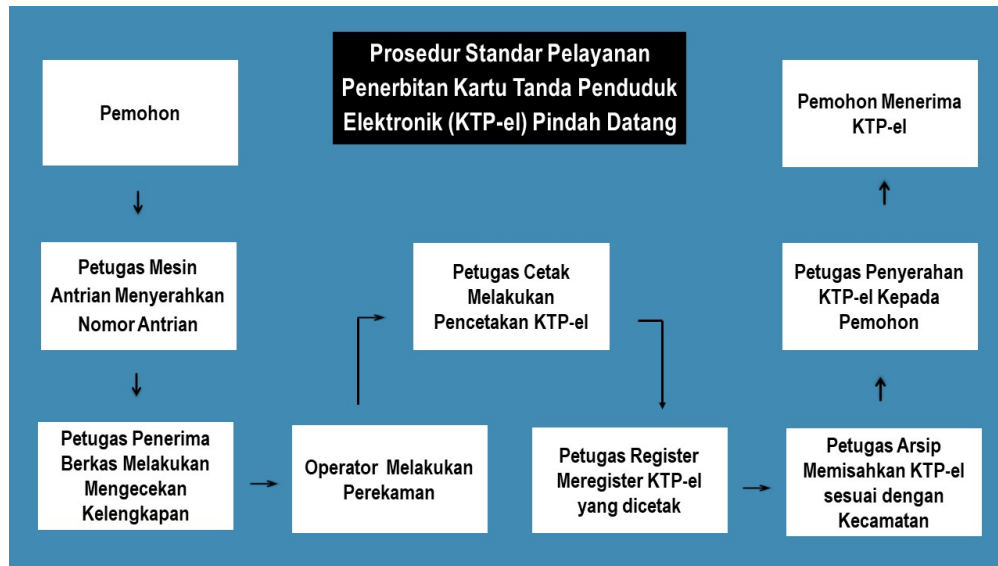 Prosedur Standar Pelayanan
Penerbitan Kartu Tanda Penduduk
Elektronik (KTP-el) Pindah Datang
Pemohon
Petugas Mesin
Antrian Menyerahkan
Nomor Antrian
Petugas Penerima
Berkas Melakukan
Mengecekan
Kelengkapan
Operator Melakukan
Perekaman
Petugas Cetak
Melakukan
Pencetakan KTP-el
Petugas Register
Meregister KTP-el
yang dicetak
Petugas Arsip
Memisahkan KTP-el
sesuai dengan
Kecamatan
Petugas Penyerahan
KTP-el Kepada
Pemohon
Pemohon Menerima
KTP-el